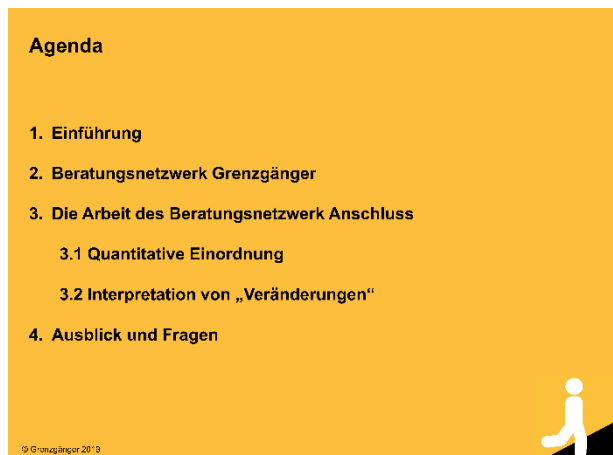 Agenda
1. Einführung
2. Beratungsnetzwerk Grenzgänger
3. Die Arbeit des Beratungsnetzwerk Anschluss
3.1 Quantitative Einordnung
3.2 Interpretation von „Veränderungen“
4. Ausblick und Fragen
© Grenzgänger 2019